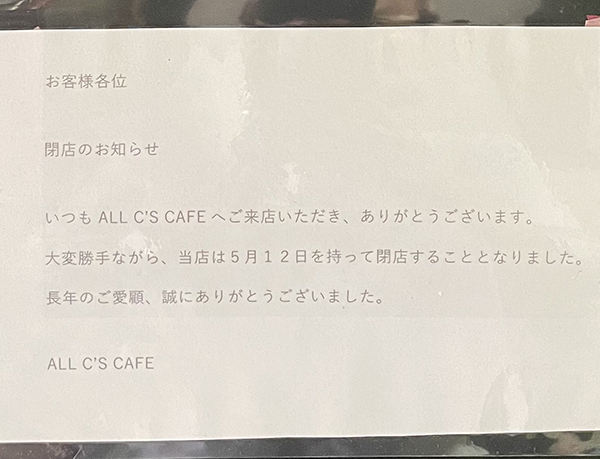 お客様各位
閉店のお知らせ
いつも ALL C'S CAFE へご来店いただき、ありがとうございます。
大変勝手ながら、当店は５月１２日を持って閉店することとなりました。
長年のご愛顧、誠にありがとうございました。
ALL C'S CAFE